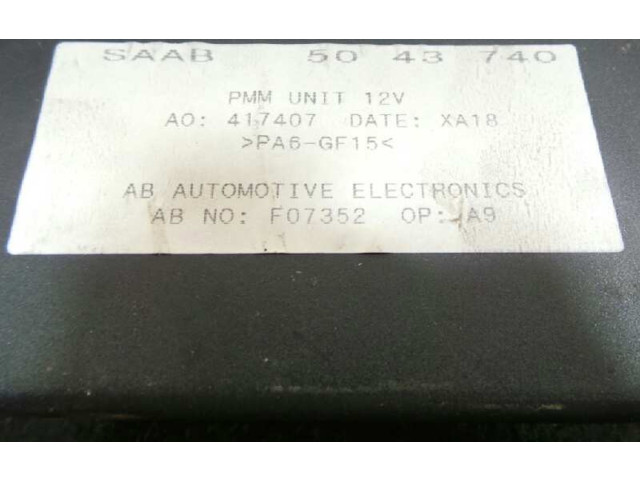 SAAB 50 43 740
PMM UNIT 12V
AO: 417407 DATE: XA18
>PA6-GF15<
AB AUTOMOTIVE ELECTRONICS
AB NO: F07352 OP: A9